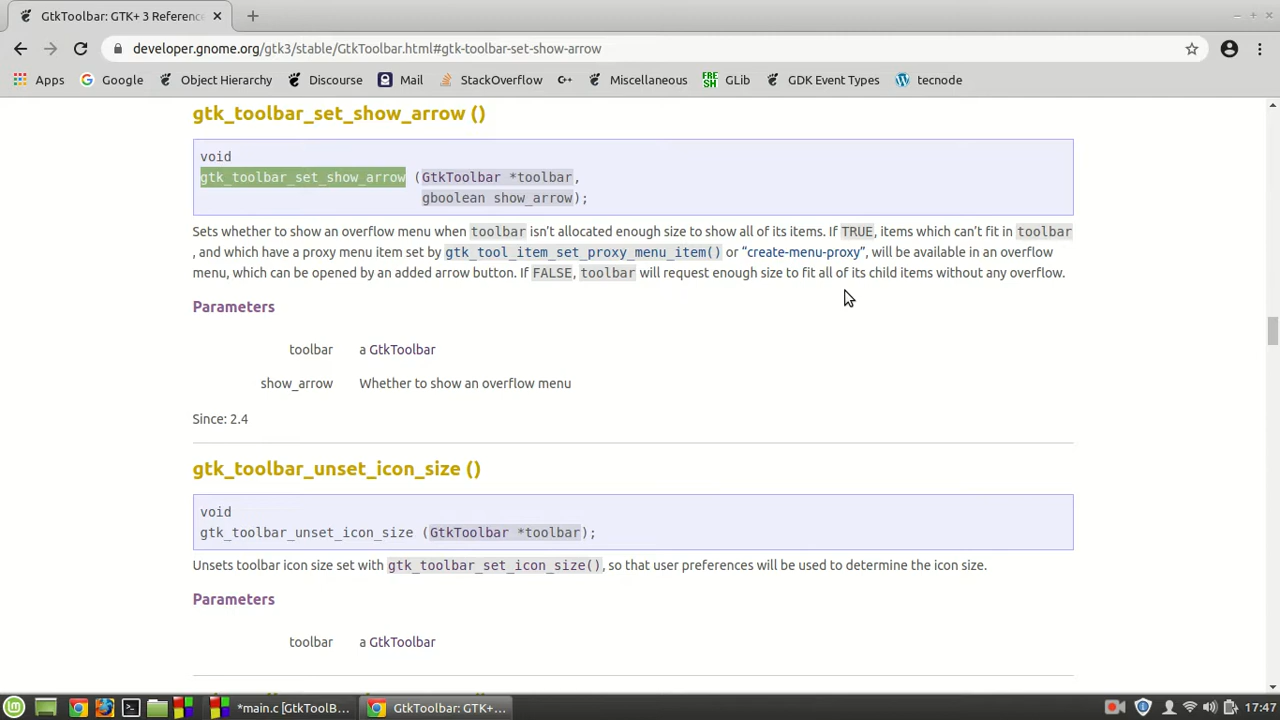 GtkToolbar: GTK+ 3 Referenc
developer.gnome.org/gtk3/stable/GtkToolbar.html#gtk-toolbar-set-show-arrow
Apps Google Object Hierarchy Discourse Mail StackOverflow C++ Miscellaneous FRESH GLib GDK Event Types tecnode
gtk_toolbar_set_show_arrow ()
void
gtk_toolbar_set_show_arrow (GtkToolbar *toolbar,
gboolean show_arrow);
Sets whether to show an overflow menu when toolbar isn’t allocated enough size to show all of its items. If TRUE, items which can’t fit in toolbar
, and which have a proxy menu item set by gtk_tool_item_set_proxy_menu_item() or “create-menu-proxy”, will be available in an overflow
menu, which can be opened by an added arrow button. If FALSE, toolbar will request enough size to fit all of its child items without any overflow.
Parameters
toolbar a GtkToolbar
show_arrow Whether to show an overflow menu
Since: 2.4
gtk_toolbar_unset_icon_size ()
void
gtk_toolbar_unset_icon_size (GtkToolbar *toolbar);
Unsets toolbar icon size set with gtk_toolbar_set_icon_size(), so that user preferences will be used to determine the icon size.
Parameters
toolbar a GtkToolbar
*main.c [GtkToolB... GtkToolbar: GTK+... 17:47